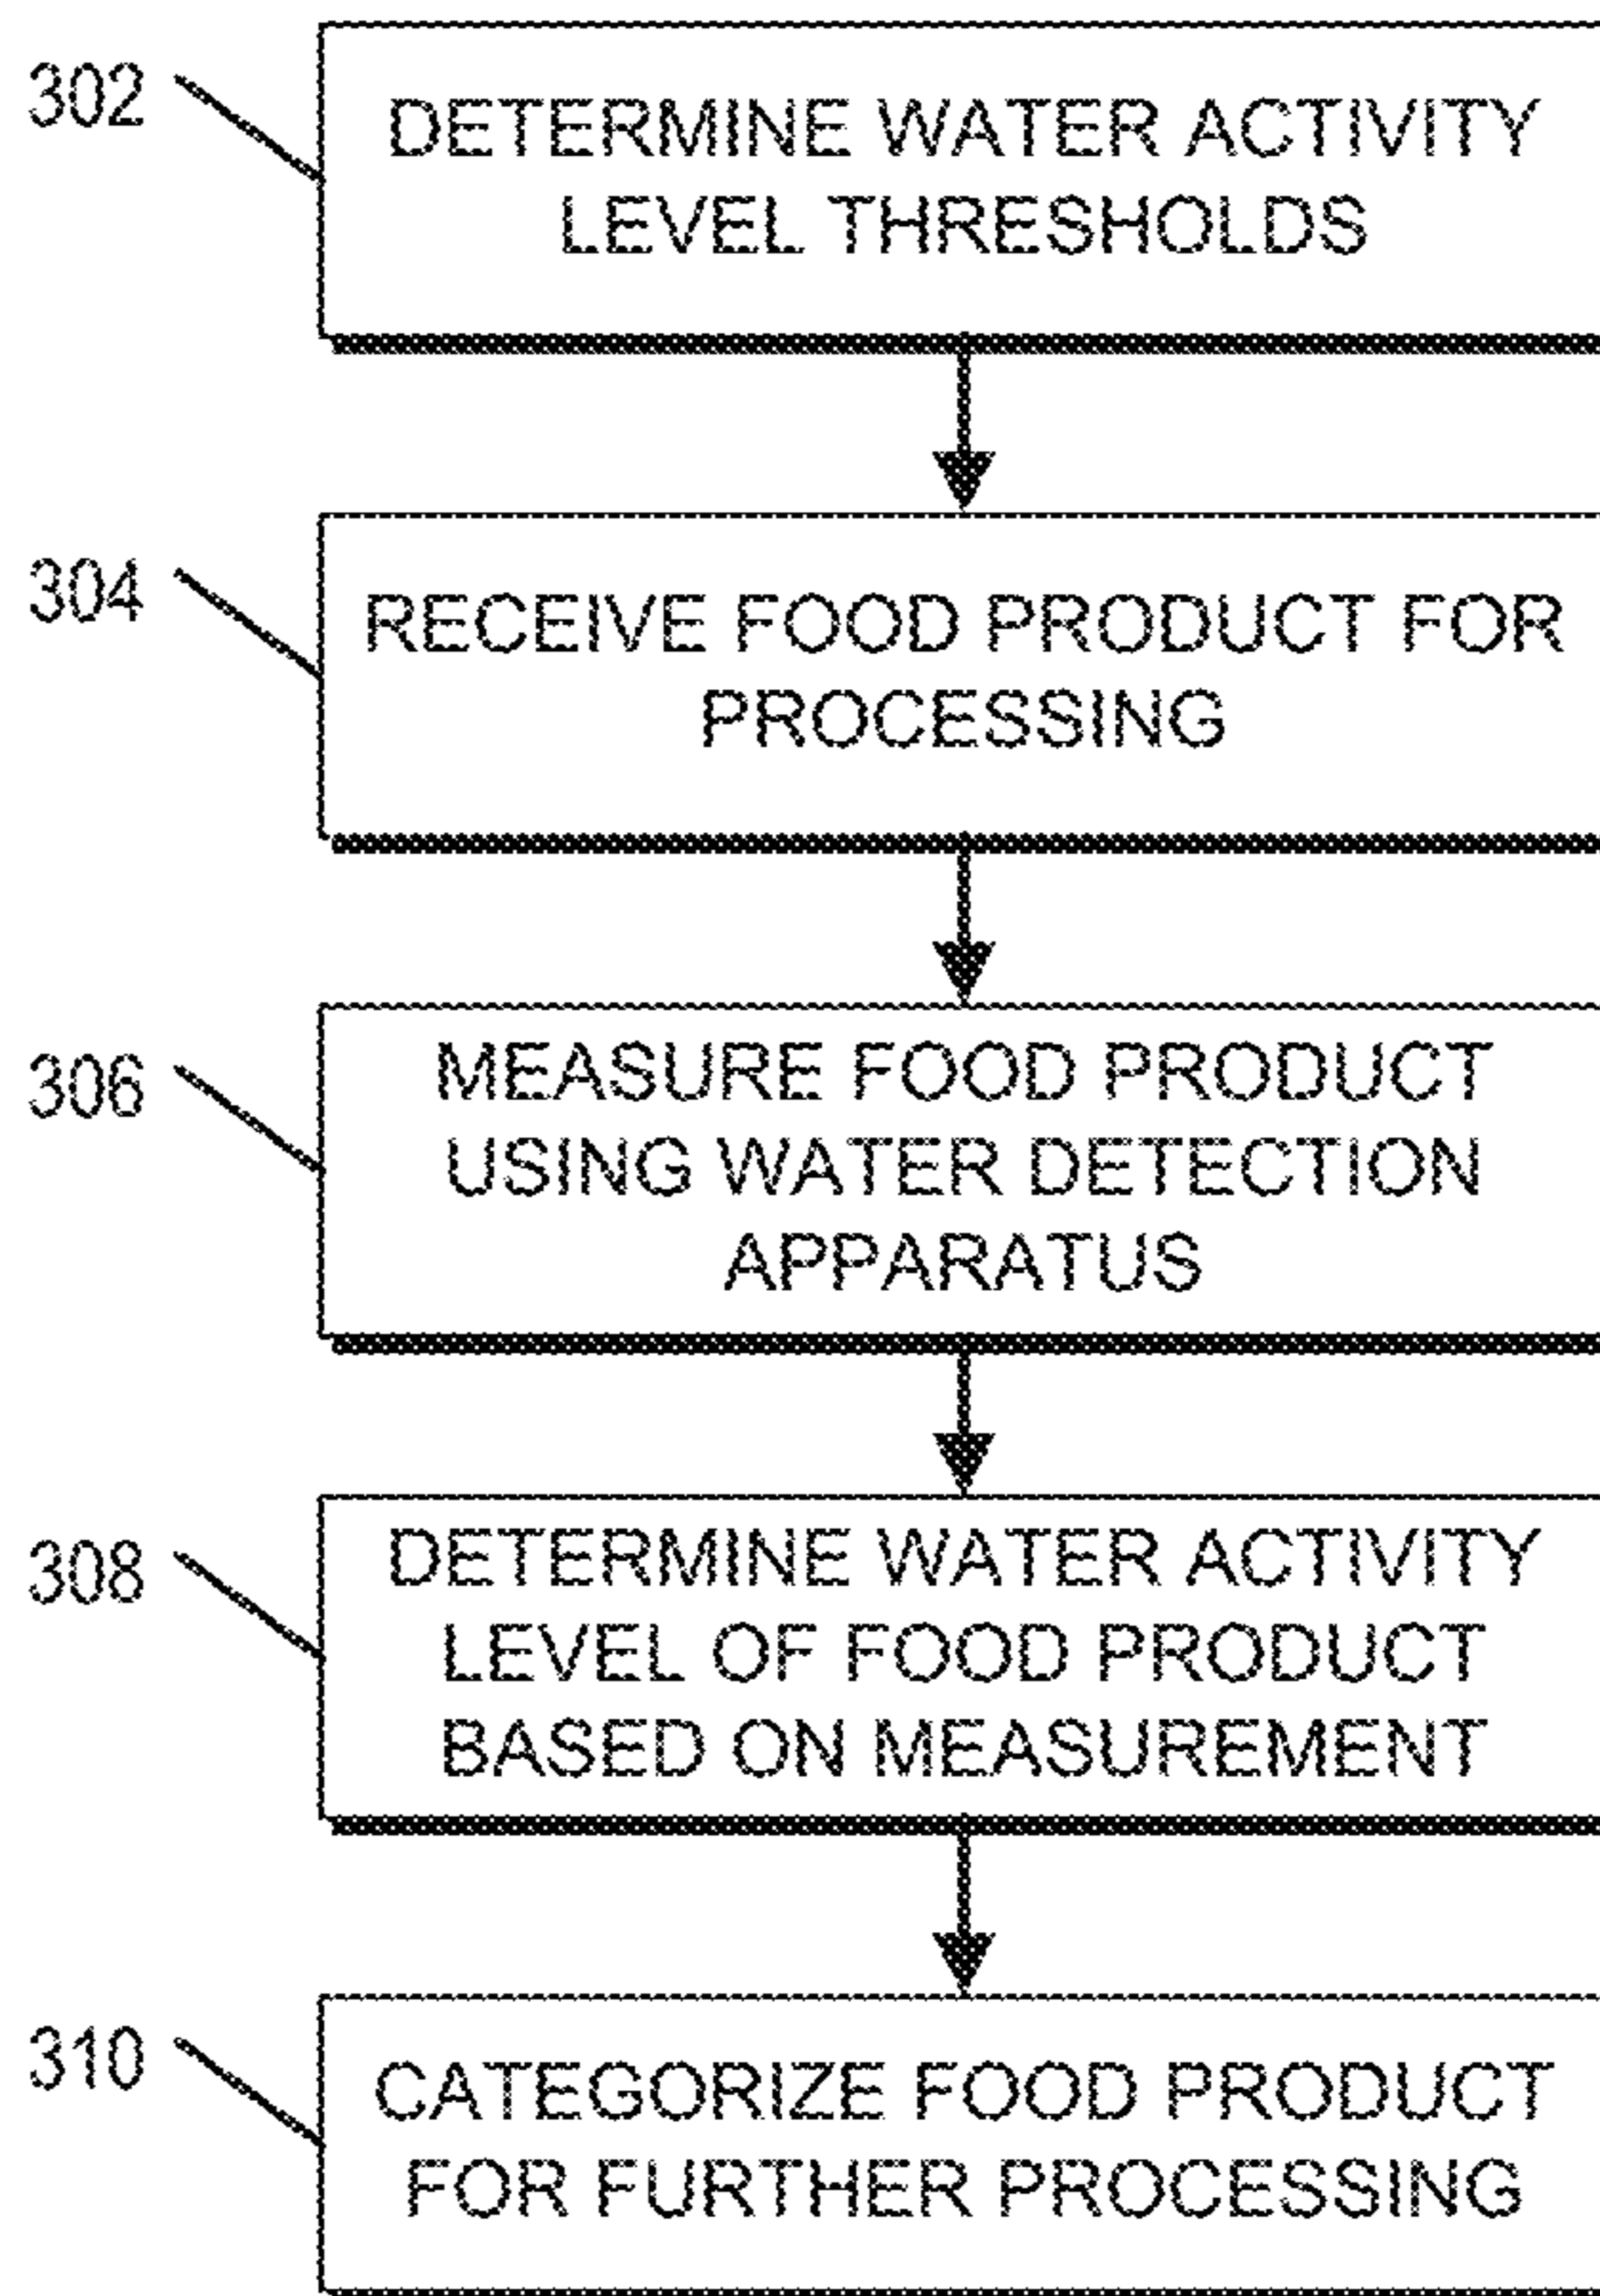 302
DETERMINE WATER ACTIVITY
LEVEL THRESHOLDS
304
RECEIVE FOOD PRODUCT FOR
PROCESSING
306
MEASURE FOOD PRODUCT
USING WATER DETECTION
APPARATUS
308
DETERMINE WATER ACTIVITY
LEVEL OF FOOD PRODUCT
BASED ON MEASUREMENT
310
CATEGORIZE FOOD PRODUCT
FOR FURTHER PROCESSING